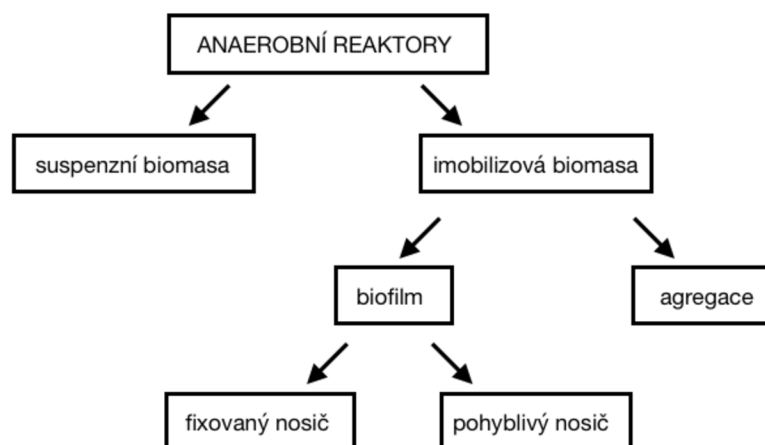 ANAEROBNÍ REAKTORY
suspenzní biomasa
imobilizová biomasa
biofilm
agregace
fixovaný nosič
pohyblivý nosič